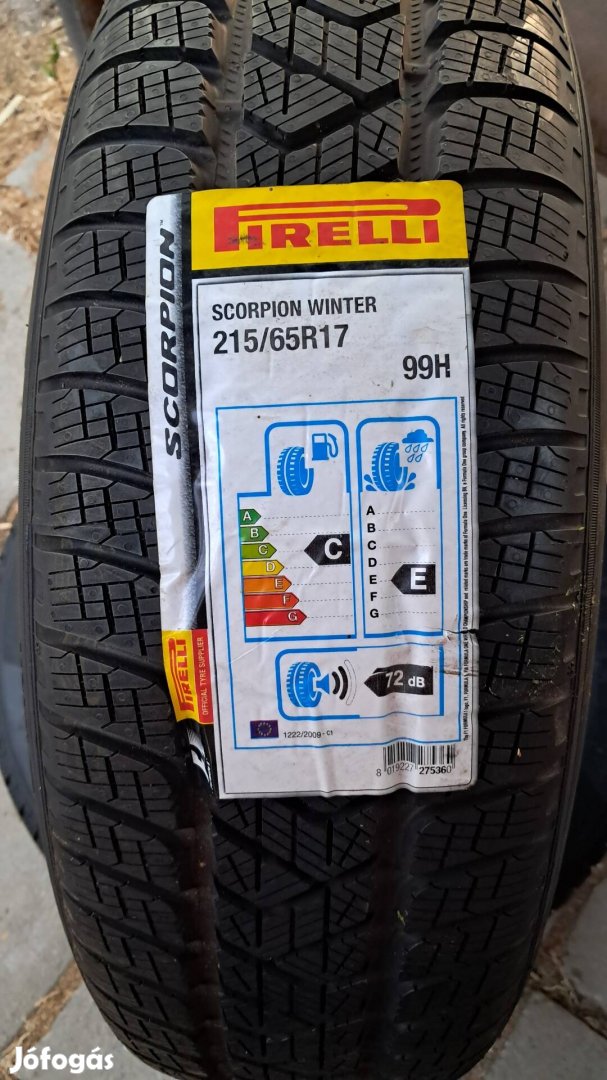 PIRELLI
SCORPION™
SCORPION WINTER
215/65R17
99H
A
B
C
D
E
F
G
C
A
B
C
D
E
F
G
E
72 dB
1222/2009 - C1
8 019227 275360
PIRELLI
OFFICIAL TYRE SUPPLIER
Jófogás